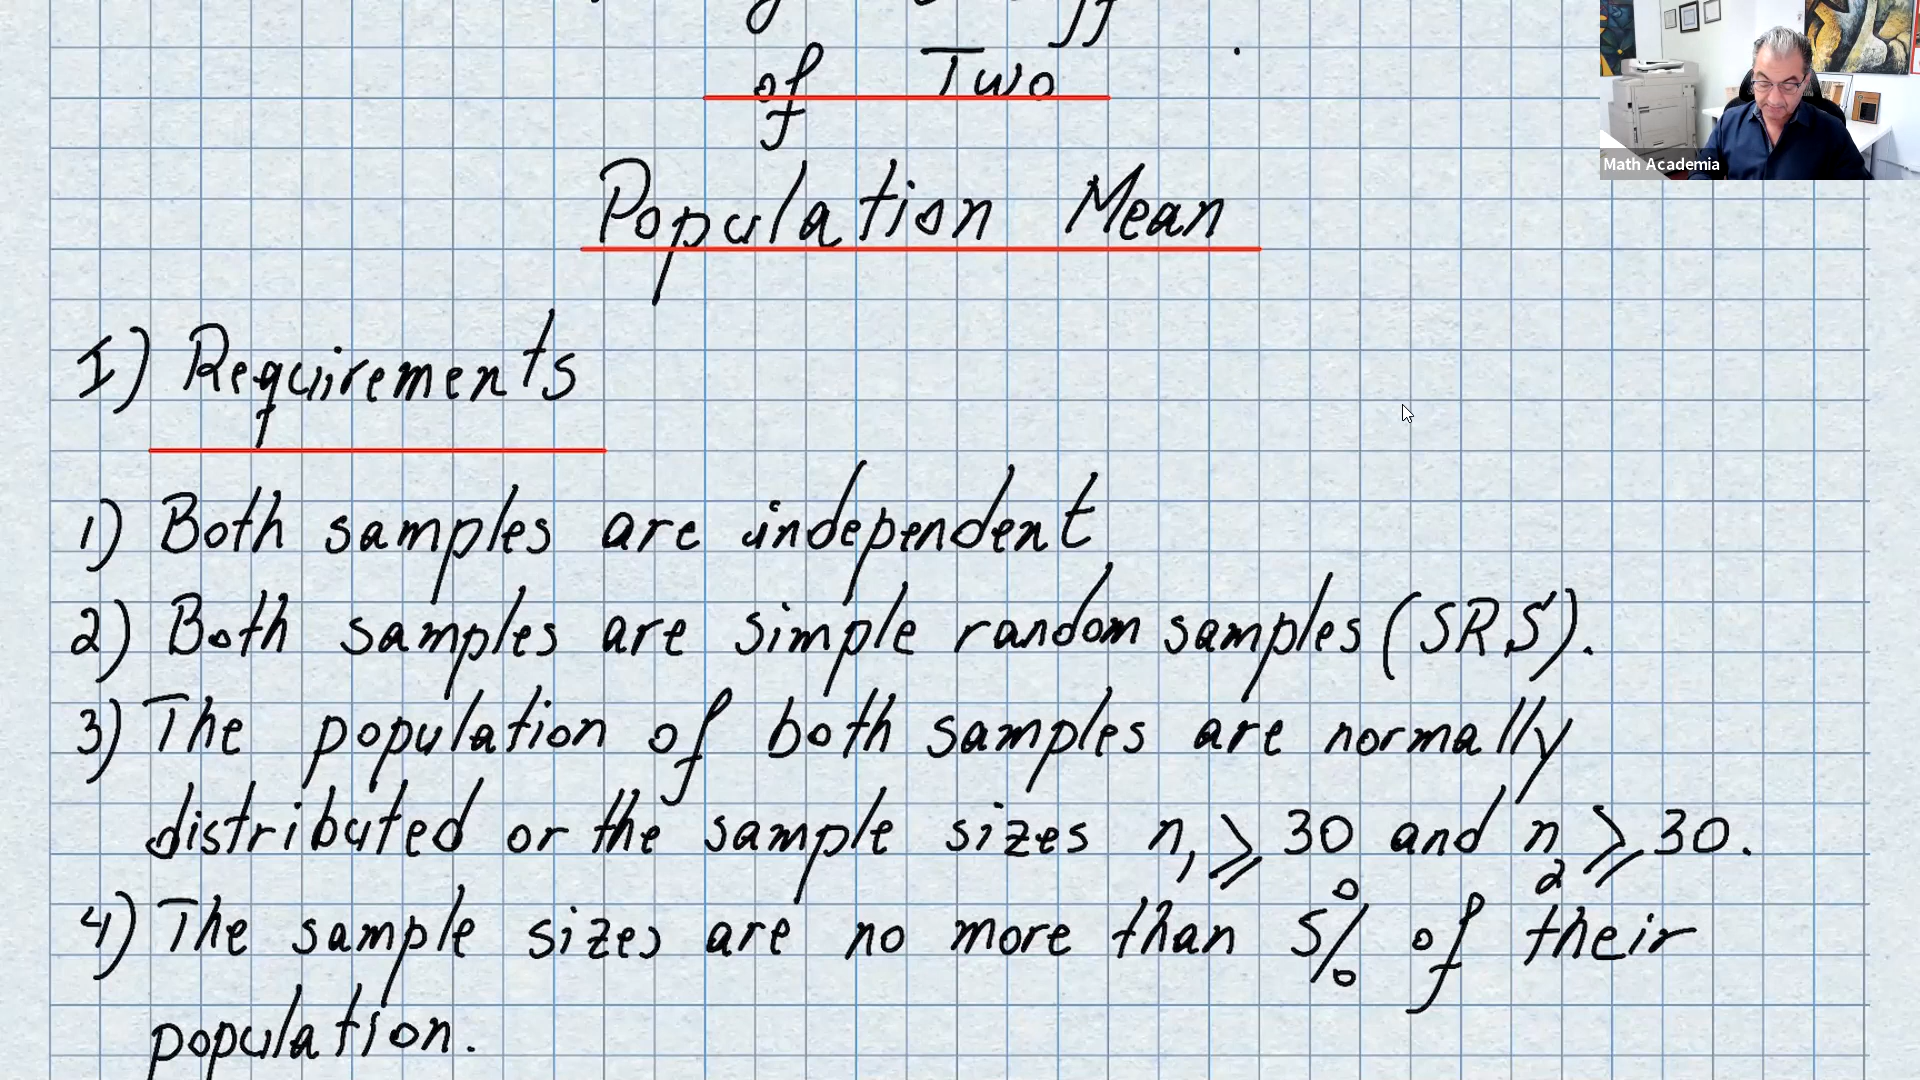 of Two
Population Mean
I) Requirements
1) Both samples are independent
2) Both samples are simple random samples (SRS).
3) The population of both samples are normally
distributed or the sample sizes n₁ ⩾ 30 and n₂ ⩾ 30.
4) The sample sizes are no more than 5% of their
population.
Math Academia